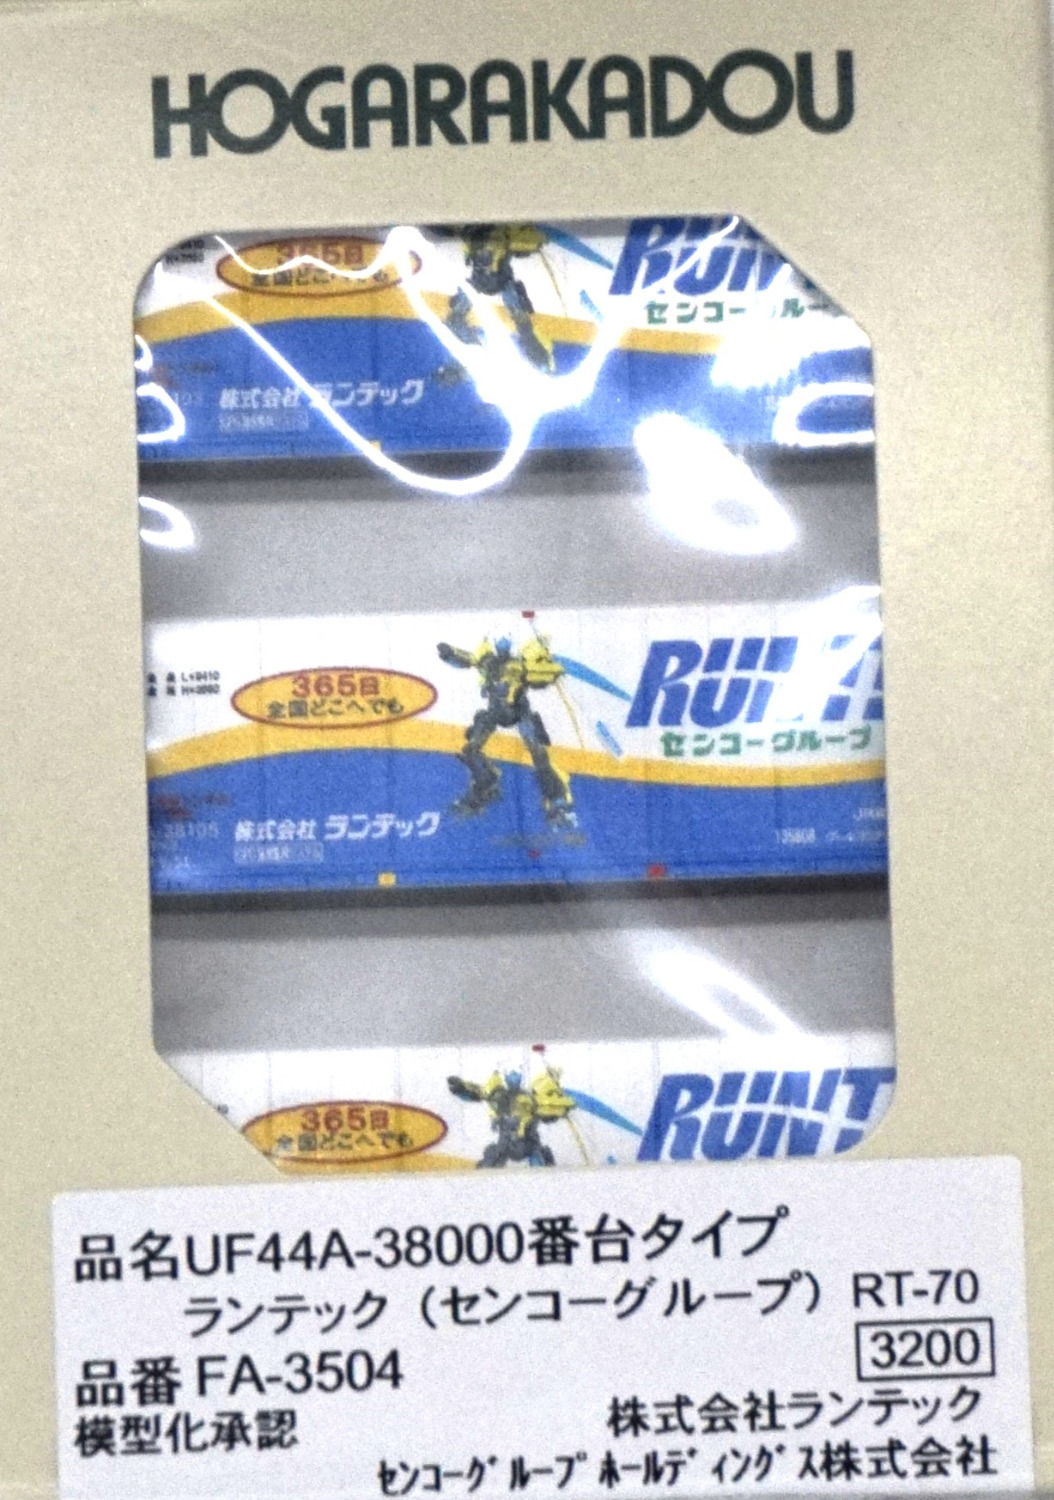 HOGARAKADOU
365日
全国どこへでも
RUN
センコーグループ
株式会社 ランテック
L=9410
365日
全国どこへでも
RUNT
センコーグループ
38105
株式会社 ランテック
365日
全国どこへでも
RUNT
品名UF44A-38000番台タイプ
ランテック(センコーグループ) RT-70
3200
品番 FA-3504
模型化承認
株式会社ランテック
センコーグループホールディングス株式会社